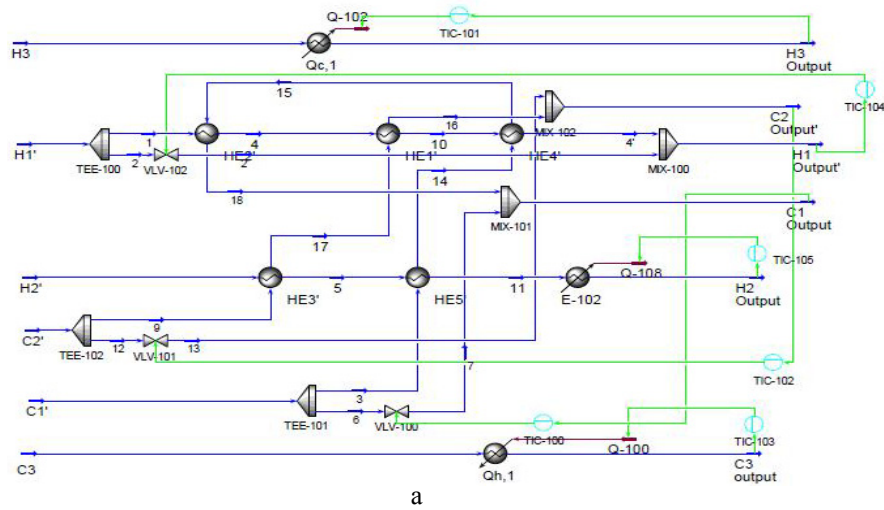 Q-102
TIC-101
H3
Qc,1
H3 Output
15
TIC-104
16
MIX-102
C2 Output'
1
4
10
4'
H1'
HE2'
HE1'
HE4'
H1 Output'
TEE-100
2
VLV-102
2'
MIX-100
14
18
C1 Output
MIX-101
17
TIC-105
H2'
5
11
Q-108
HE3'
HE5'
E-102
H2 Output
9
C2'
12
13
TEE-102
VLV-101
7
TIC-102
3
C1'
6
TEE-101
VLV-100
TIC-100
Q-100
TIC-103
C3
Qh,1
C3 output
a